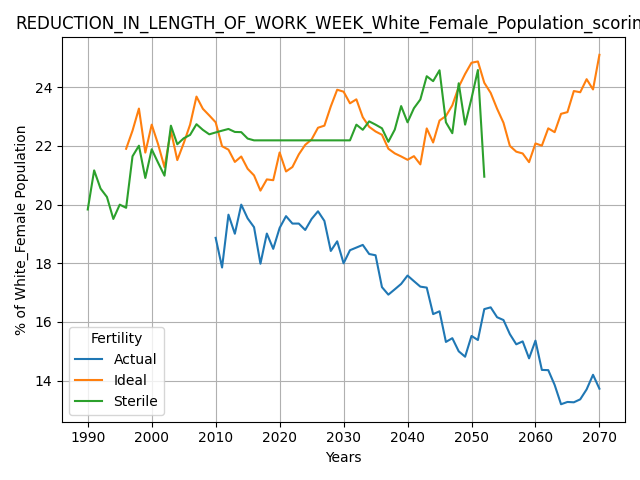 REDUCTION_IN_LENGTH_OF_WORK_WEEK_White_Female_Population_scorin
24
22
20
18
16
14
% of White_Female Population
Fertility
Actual
Ideal
Sterile
1990 2000 2010 2020 2030 2040 2050 2060 2070
Years